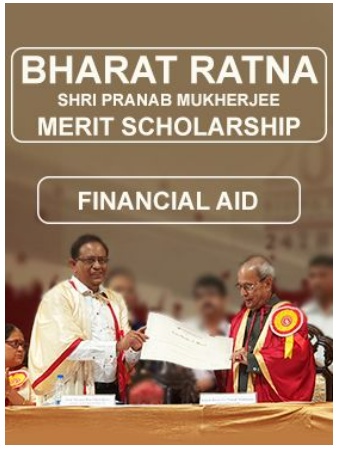 BHARAT RATNA
SHRI PRANAB MUKHERJEE
MERIT SCHOLARSHIP
FINANCIAL AID